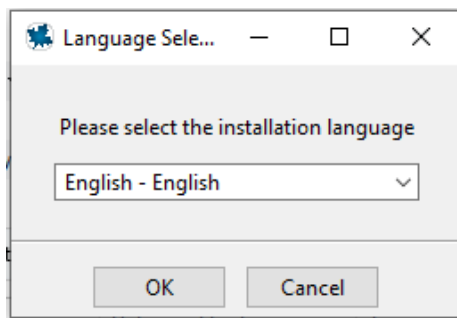 Language Sele...
Please select the installation language
English - English
OK
Cancel